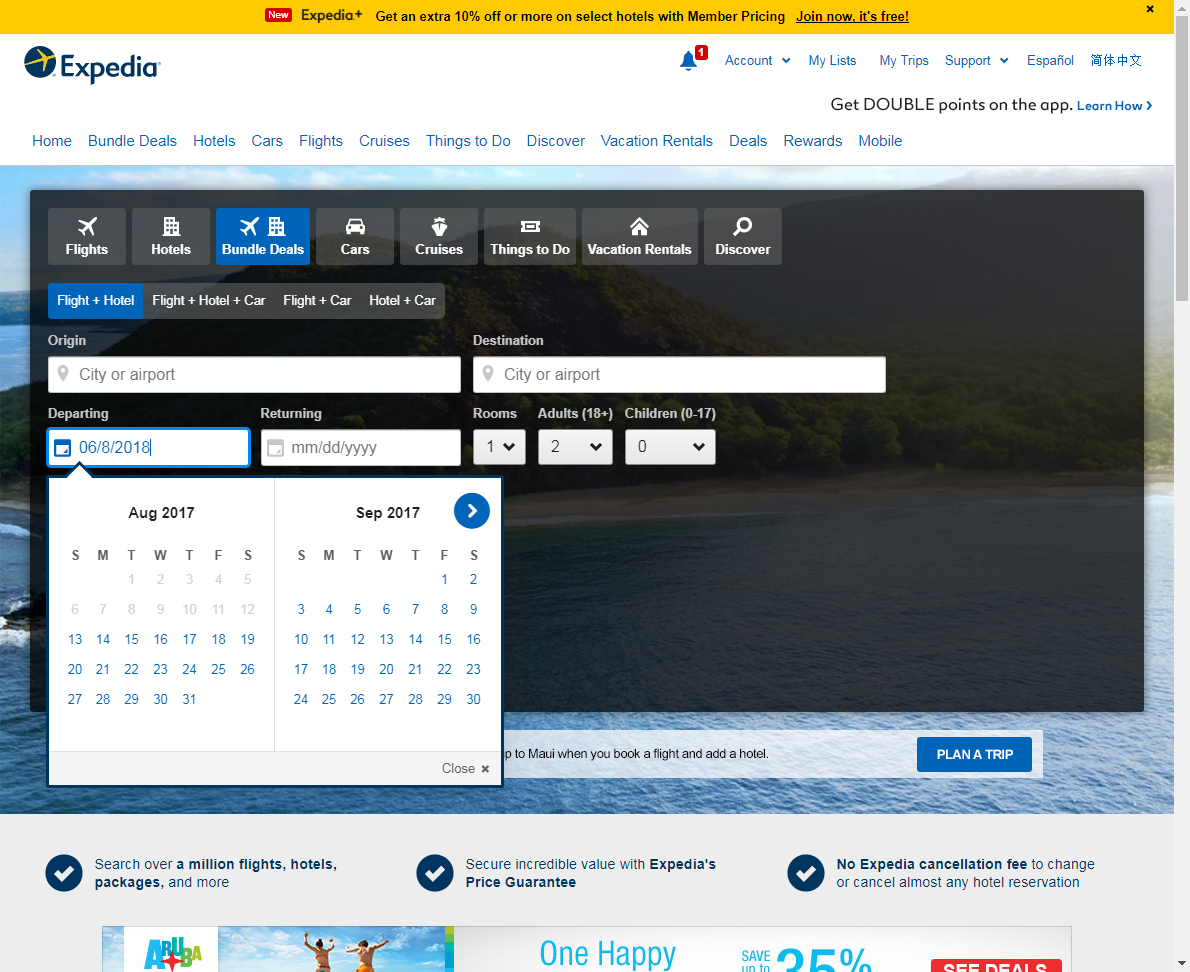 New Expedia+ Get an extra 10% off or more on select hotels with Member Pricing Join now, it's free!
Expedia
1
Account My Lists My Trips Support Español 简体中文
Get DOUBLE points on the app. Learn How
Home Bundle Deals Hotels Cars Flights Cruises Things to Do Discover Vacation Rentals Deals Rewards Mobile
Flights Hotels Bundle Deals Cars Cruises Things to Do Vacation Rentals Discover
Flight + Hotel Flight + Hotel + Car Flight + Car Hotel + Car
Origin Destination
City or airport City or airport
Departing Returning Rooms Adults (18+) Children (0-17)
06/8/2018 mm/dd/yyyy 1 2 0
Aug 2017 Sep 2017
S M T W T F S S M T W T F S
1 2 3 4 5 1 2
6 7 8 9 10 11 12 3 4 5 6 7 8 9
13 14 15 16 17 18 19 10 11 12 13 14 15 16
20 21 22 23 24 25 26 17 18 19 20 21 22 23
27 28 29 30 31 24 25 26 27 28 29 30
p to Maui when you book a flight and add a hotel. PLAN A TRIP
Close
Search over a million flights, hotels, packages, and more
Secure incredible value with Expedia's Price Guarantee
No Expedia cancellation fee to change or cancel almost any hotel reservation
ARUBA One Happy SAVE up to 35% SEE DEALS